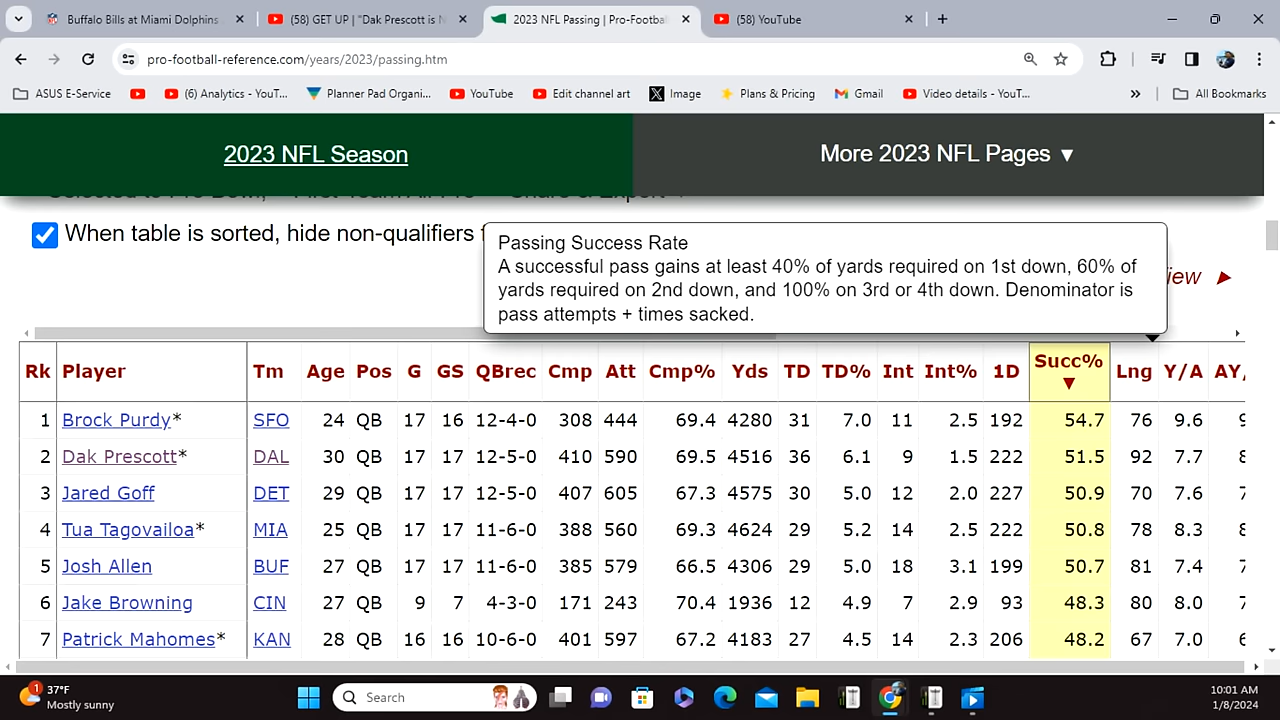 Buffalo Bills at Miami Dolphins
(58) GET UP | "Dak Prescott is N
2023 NFL Passing | Pro-Footba
(58) YouTube
pro-football-reference.com/years/2023/passing.htm
ASUS E-Service
(6) Analytics - YouT...
Planner Pad Organi...
YouTube
Edit channel art
X Image
Plans & Pricing
Gmail
Video details - YouT...
All Bookmarks
2023 NFL Season
More 2023 NFL Pages ▼
When table is sorted, hide non-qualifiers
Passing Success Rate
A successful pass gains at least 40% of yards required on 1st down, 60% of
yards required on 2nd down, and 100% on 3rd or 4th down. Denominator is
pass attempts + times sacked.
Rk Player Tm Age Pos G GS QBrec Cmp Att Cmp% Yds TD TD% Int Int% 1D Succ% ▼ Lng Y/A AY/
1 Brock Purdy* SFO 24 QB 17 16 12-4-0 308 444 69.4 4280 31 7.0 11 2.5 192 54.7 76 9.6 9
2 Dak Prescott* DAL 30 QB 17 17 12-5-0 410 590 69.5 4516 36 6.1 9 1.5 222 51.5 92 7.7 8
3 Jared Goff DET 29 QB 17 17 12-5-0 407 605 67.3 4575 30 5.0 12 2.0 227 50.9 70 7.6 7
4 Tua Tagovailoa* MIA 25 QB 17 17 11-6-0 388 560 69.3 4624 29 5.2 14 2.5 222 50.8 78 8.3 8
5 Josh Allen BUF 27 QB 17 17 11-6-0 385 579 66.5 4306 29 5.0 18 3.1 199 50.7 81 7.4 7
6 Jake Browning CIN 27 QB 9 7 4-3-0 171 243 70.4 1936 12 4.9 7 2.9 93 48.3 80 8.0 7
7 Patrick Mahomes* KAN 28 QB 16 16 10-6-0 401 597 67.2 4183 27 4.5 14 2.3 206 48.2 67 7.0 6
1
37°F
Mostly sunny
Search
10:01 AM
1/8/2024